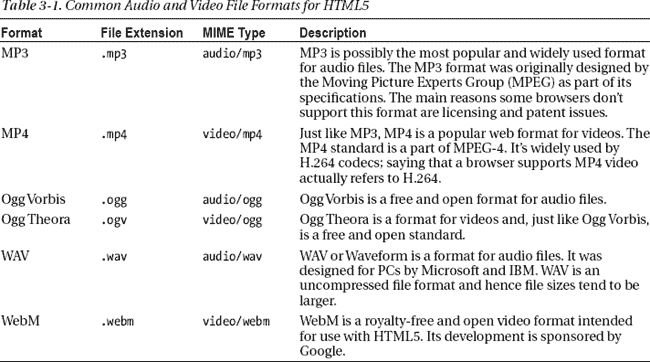 Table 3-1. Common Audio and Video File Formats for HTML5
Format File Extension MIME Type Description
MP3 .mp3 audio/mp3 MP3 is possibly the most popular and widely used format
for audio files. The MP3 format was originally designed by
the Moving Picture Experts Group (MPEG) as part of its
specifications. The main reasons some browsers don't
support this format are licensing and patent issues.
MP4 .mp4 video/mp4 Just like MP3, MP4 is a popular web format for videos. The
MP4 standard is a part of MPEG-4. It's widely used by
H.264 codecs; saying that a browser supports MP4 video
actually refers to H.264.
Ogg Vorbis .ogg audio/ogg Ogg Vorbis is a free and open format for audio files.
Ogg Theora .ogv video/ogg Ogg Theora is a format for videos and, just like Ogg Vorbis,
is a free and open standard.
WAV .wav audio/wav WAV or Waveform is a format for audio files. It was
designed for PCs by Microsoft and IBM. WAV is an
uncompressed file format and hence file sizes tend to be
larger.
WebM .webm video/webm WebM is a royalty-free and open video format intended
for use with HTML5. Its development is sponsored by
Google.